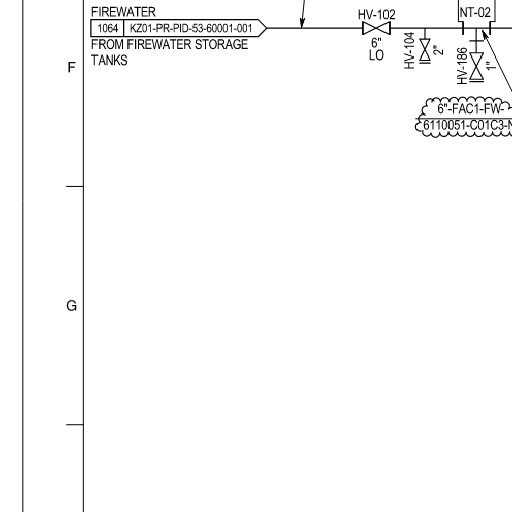 FIREWATER
1064 KZ01-PR-PID-53-60001-001
FROM FIREWATER STORAGE
TANKS
HV-102
6"
LO
HV-104
2"
NT-02
HV-186
1"
6"-FAC1-FW-
6110051-C01C3-N
F
G